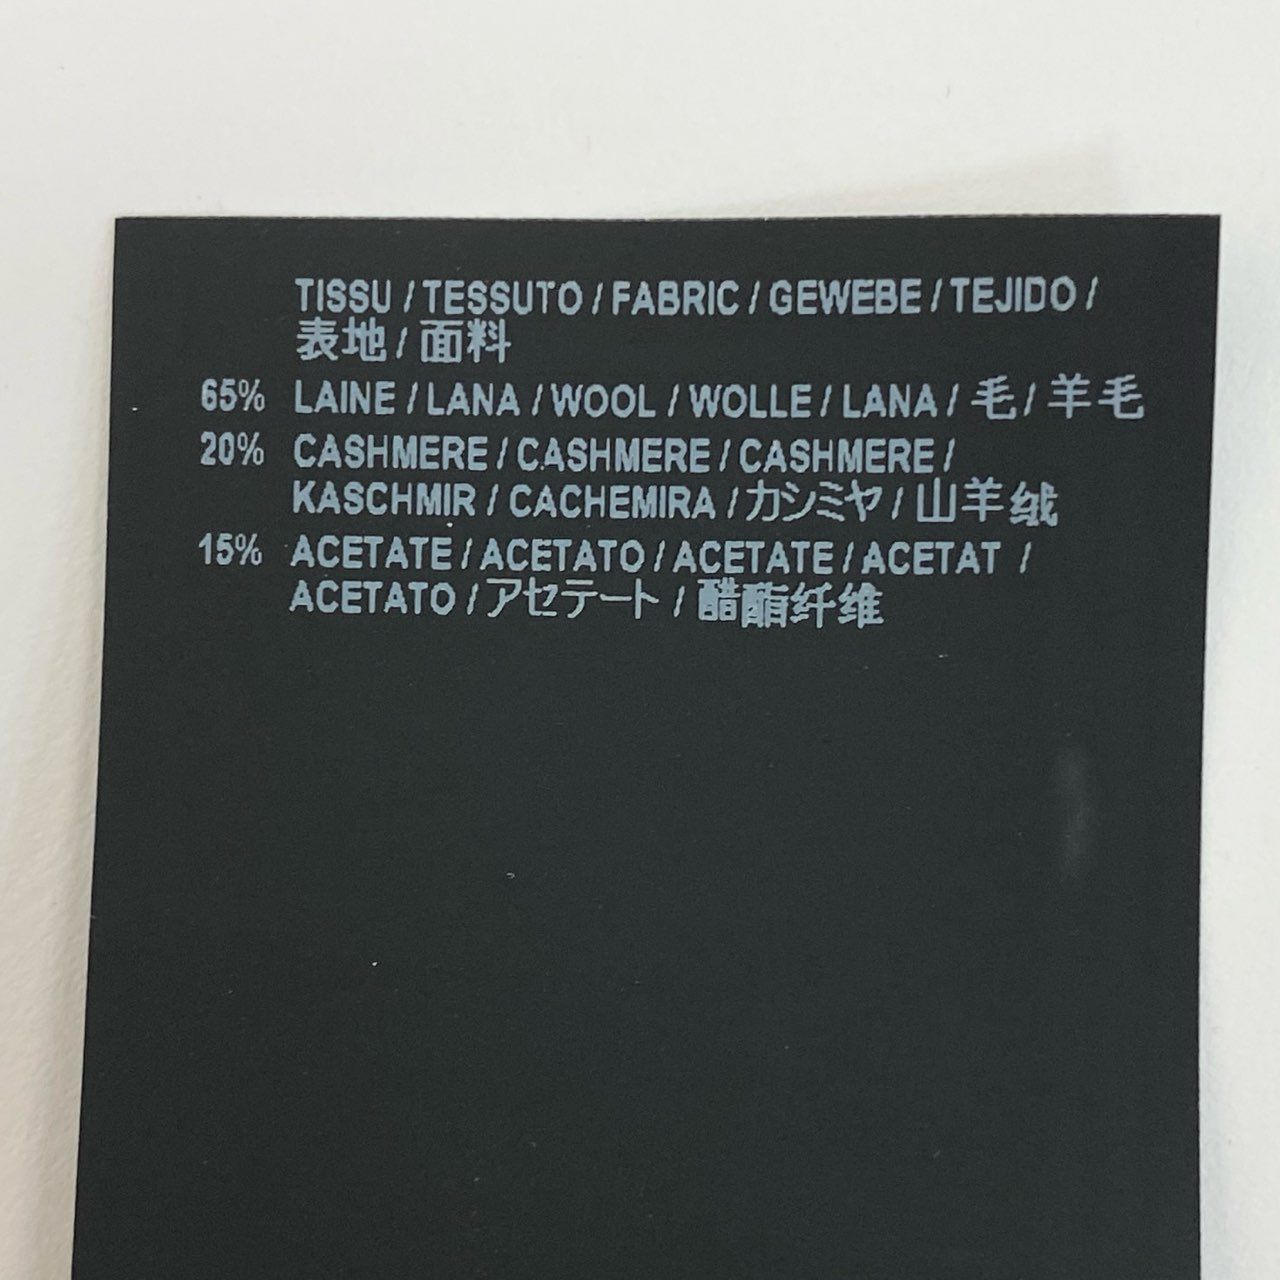 TISSU / TESSUTO / FABRIC / GEWEBE / TEJIDO /
表地 / 面料
65% LAINE / LANA / WOOL / WOLLE / LANA / 毛 / 羊毛
20% CASHMERE / CASHMERE / CASHMERE /
KASCHMIR / CACHEMIRA / カシミヤ / 山羊绒
15% ACETATE / ACETATO / ACETATE / ACETAT /
ACETATO / アセテート / 醋酯纤维